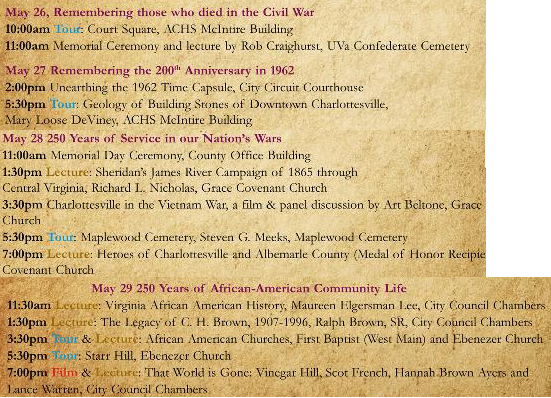 May 26, Remembering those who died in the Civil War
10:00am Tour: Court Square, ACHS McIntire Building
11:00am Memorial Ceremony and lecture by Rob Craighurst, UVa Confederate Cemetery
May 27 Remembering the 200th Anniversary in 1962
2:00pm Unearthing the 1962 Time Capsule, City Circuit Courthouse
5:30pm Tour: Geology of Building Stones of Downtown Charlottesville,
Mary Loose DeViney, ACHS McIntire Building
May 28 250 Years of Service in our Nation's Wars
11:00am Memorial Day Ceremony, County Office Building
1:30pm Lecture: Sheridan's James River Campaign of 1865 through
Central Virginia, Richard L. Nicholas, Grace Covenant Church
3:30pm Charlottesville in the Vietnam War, a film & panel discussion by Art Beltone, Grace
Church
5:30pm Tour: Maplewood Cemetery, Steven G. Meeks, Maplewood Cemetery
7:00pm Lecture: Heroes of Charlottesville and Albemarle County (Medal of Honor Recipie
Covenant Church
May 29 250 Years of African-American Community Life
11:30am Lecture: Virginia African American History, Maureen Elgersman Lee, City Council Chambers
1:30pm Lecture: The Legacy of C. H. Brown, 1907-1996, Ralph Brown, SR, City Council Chambers
3:30pm Tour & Lecture: African American Churches, First Baptist (West Main) and Ebenezer Church
5:30pm Tour: Starr Hill, Ebenezer Church
7:00pm Film & Lecture: That World is Gone: Vinegar Hill, Scot French, Hannah Brown Ayers and
Lance Warren, City Council Chambers